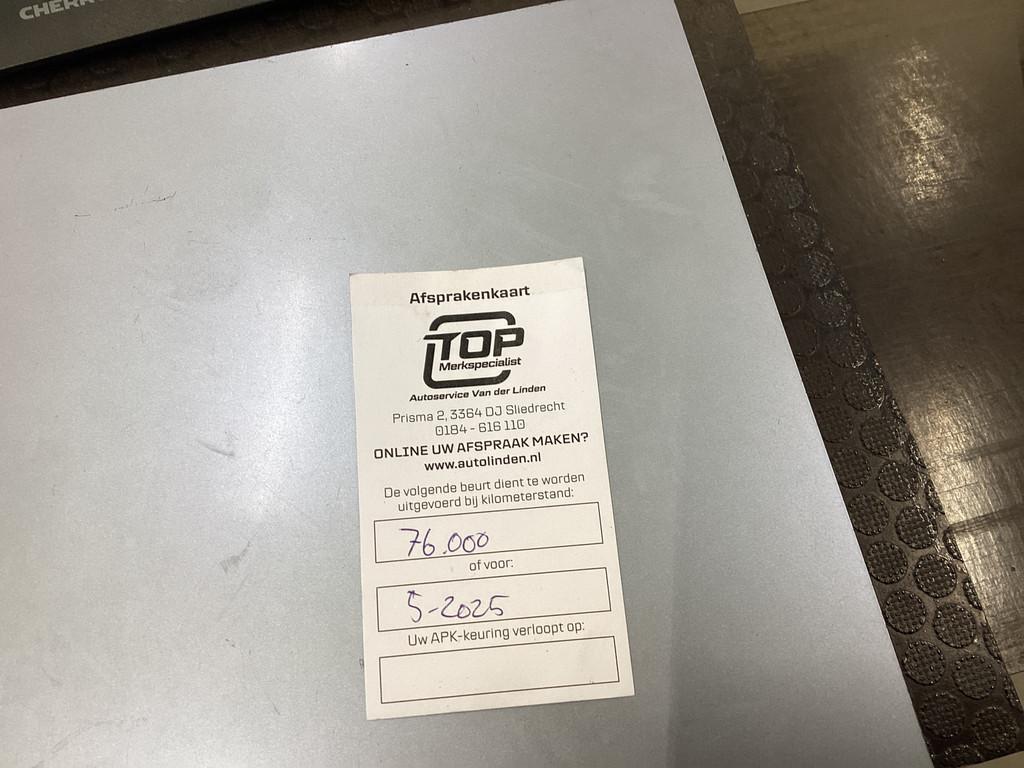 CHERR
Afsprakenkaart
TOP
Merkspecialist
Autoservice Van der Linden
Prisma 2, 3364 DJ Sliedrecht
0184 - 616 110
ONLINE UW AFSPRAAK MAKEN?
www.autolinden.nl
De volgende beurt dient te worden
uitgevoerd bij kilometerstand:
76.000
of voor:
5-2025
Uw APK-keuring verloopt op: